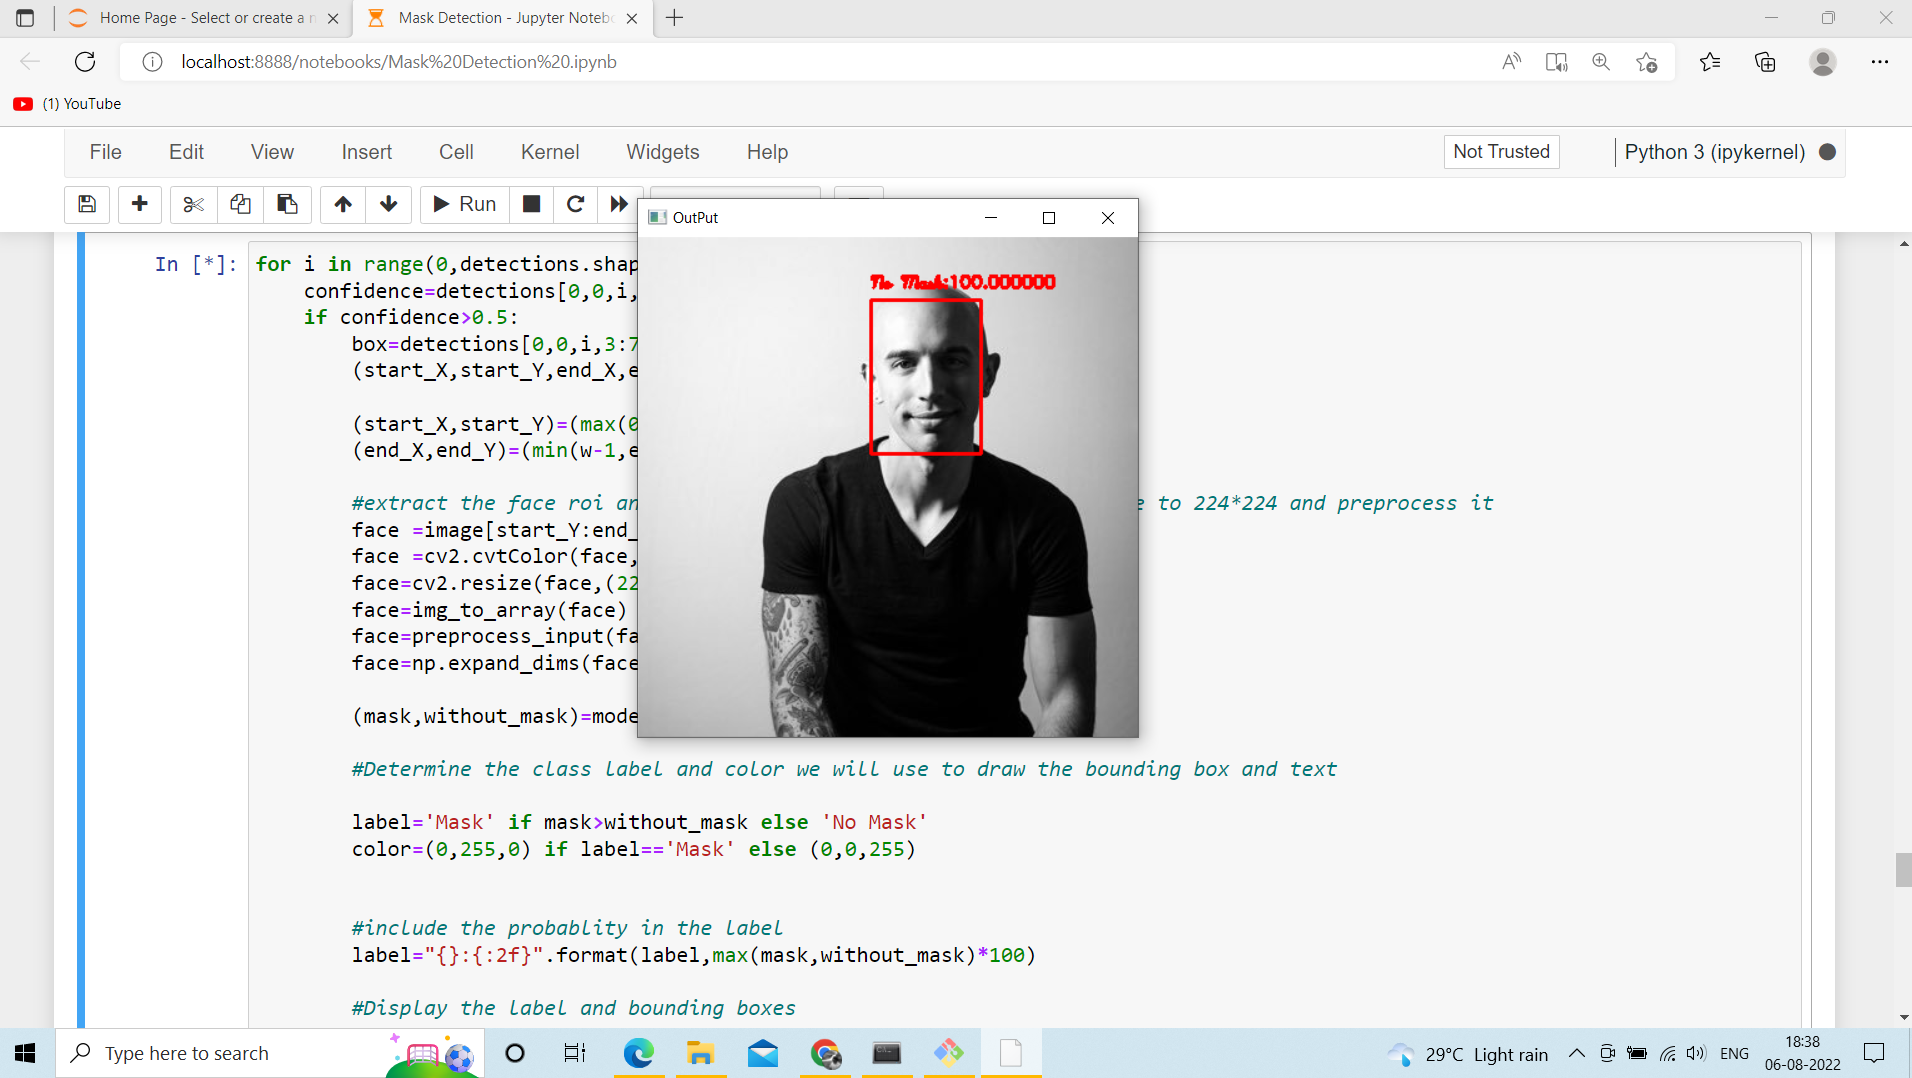 Home Page - Select or create a n
Mask Detection - Jupyter Notebo
localhost:8888/notebooks/Mask%20Detection%20.ipynb
(1) YouTube
File Edit View Insert Cell Kernel Widgets Help
Not Trusted
Python 3 (ipykernel)
Run
OutPut
No Mask:100.000000
In [*]:
for i in range(0,detections.shap
confidence=detections[0,0,i,
if confidence>0.5:
box=detections[0,0,i,3:7
(start_X,start_Y,end_X,e
(start_X,start_Y)=(max(0
(end_X,end_Y)=(min(w-1,e
#extract the face roi an
e to 224*224 and preprocess it
face =image[start_Y:end_
face =cv2.cvtColor(face,
face=cv2.resize(face,(22
face=img_to_array(face)
face=preprocess_input(fa
face=np.expand_dims(face
(mask,without_mask)=mode
#Determine the class label and color we will use to draw the bounding box and text
label='Mask' if mask>without_mask else 'No Mask'
color=(0,255,0) if label=='Mask' else (0,0,255)
#include the probablity in the label
label="{}:{:2f}".format(label,max(mask,without_mask)*100)
#Display the label and bounding boxes
Type here to search
29°C Light rain
ENG
18:38
06-08-2022